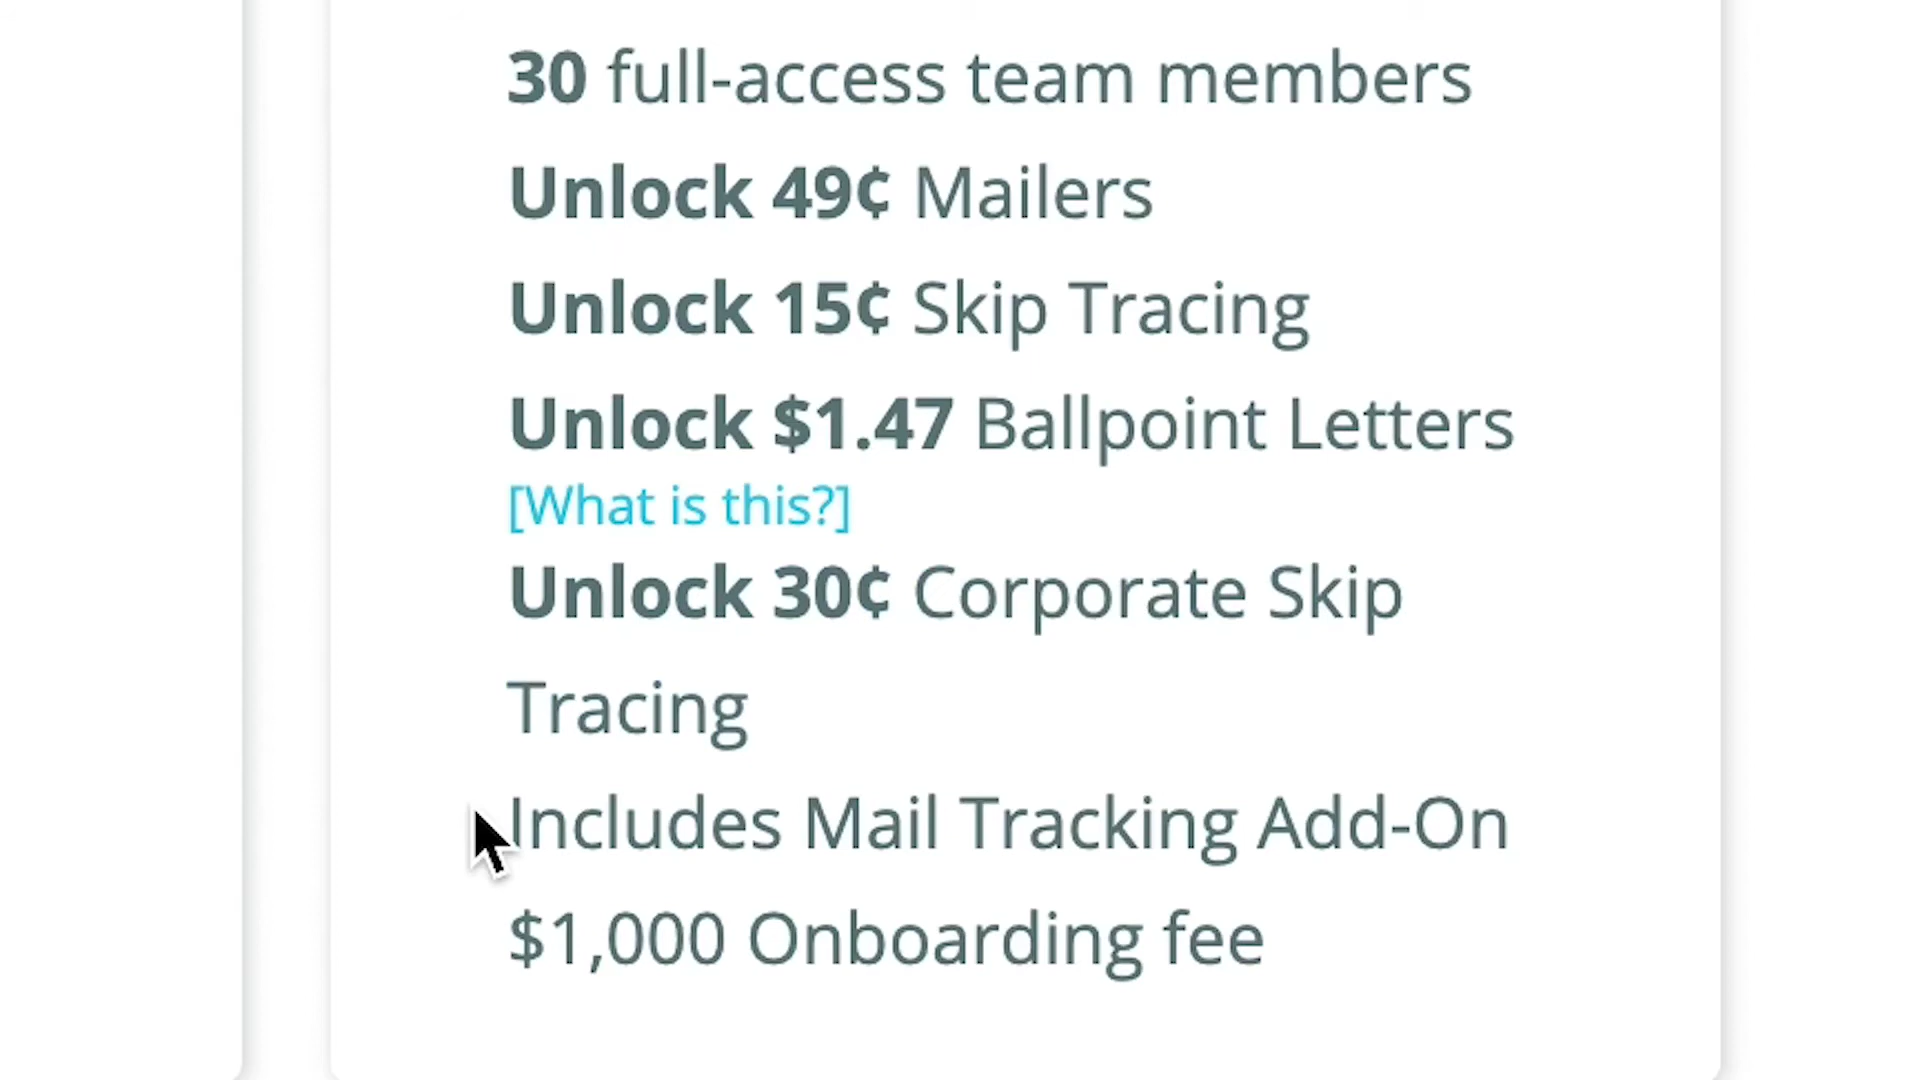 30 full-access team members
Unlock 49¢ Mailers
Unlock 15¢ Skip Tracing
Unlock $1.47 Ballpoint Letters
[What is this?]
Unlock 30¢ Corporate Skip
Tracing
Includes Mail Tracking Add-On
$1,000 Onboarding fee